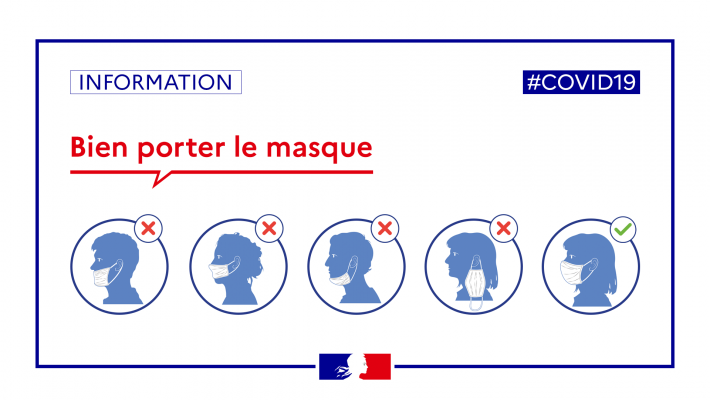 INFORMATION
#COVID19
Bien porter le masque